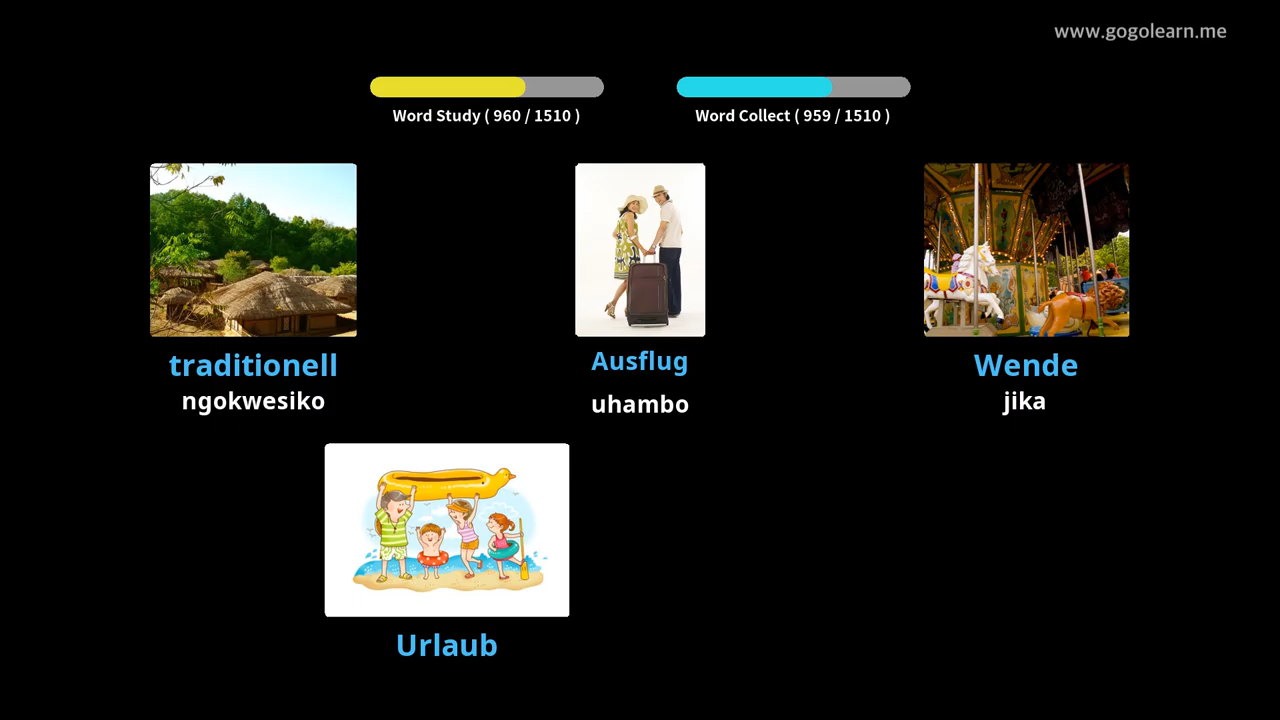 www.gogolearn.me
Word Study ( 960 / 1510 )
Word Collect ( 959 / 1510 )
traditionell
ngokwesiko
Ausflug
uhambo
Wende
jika
Urlaub